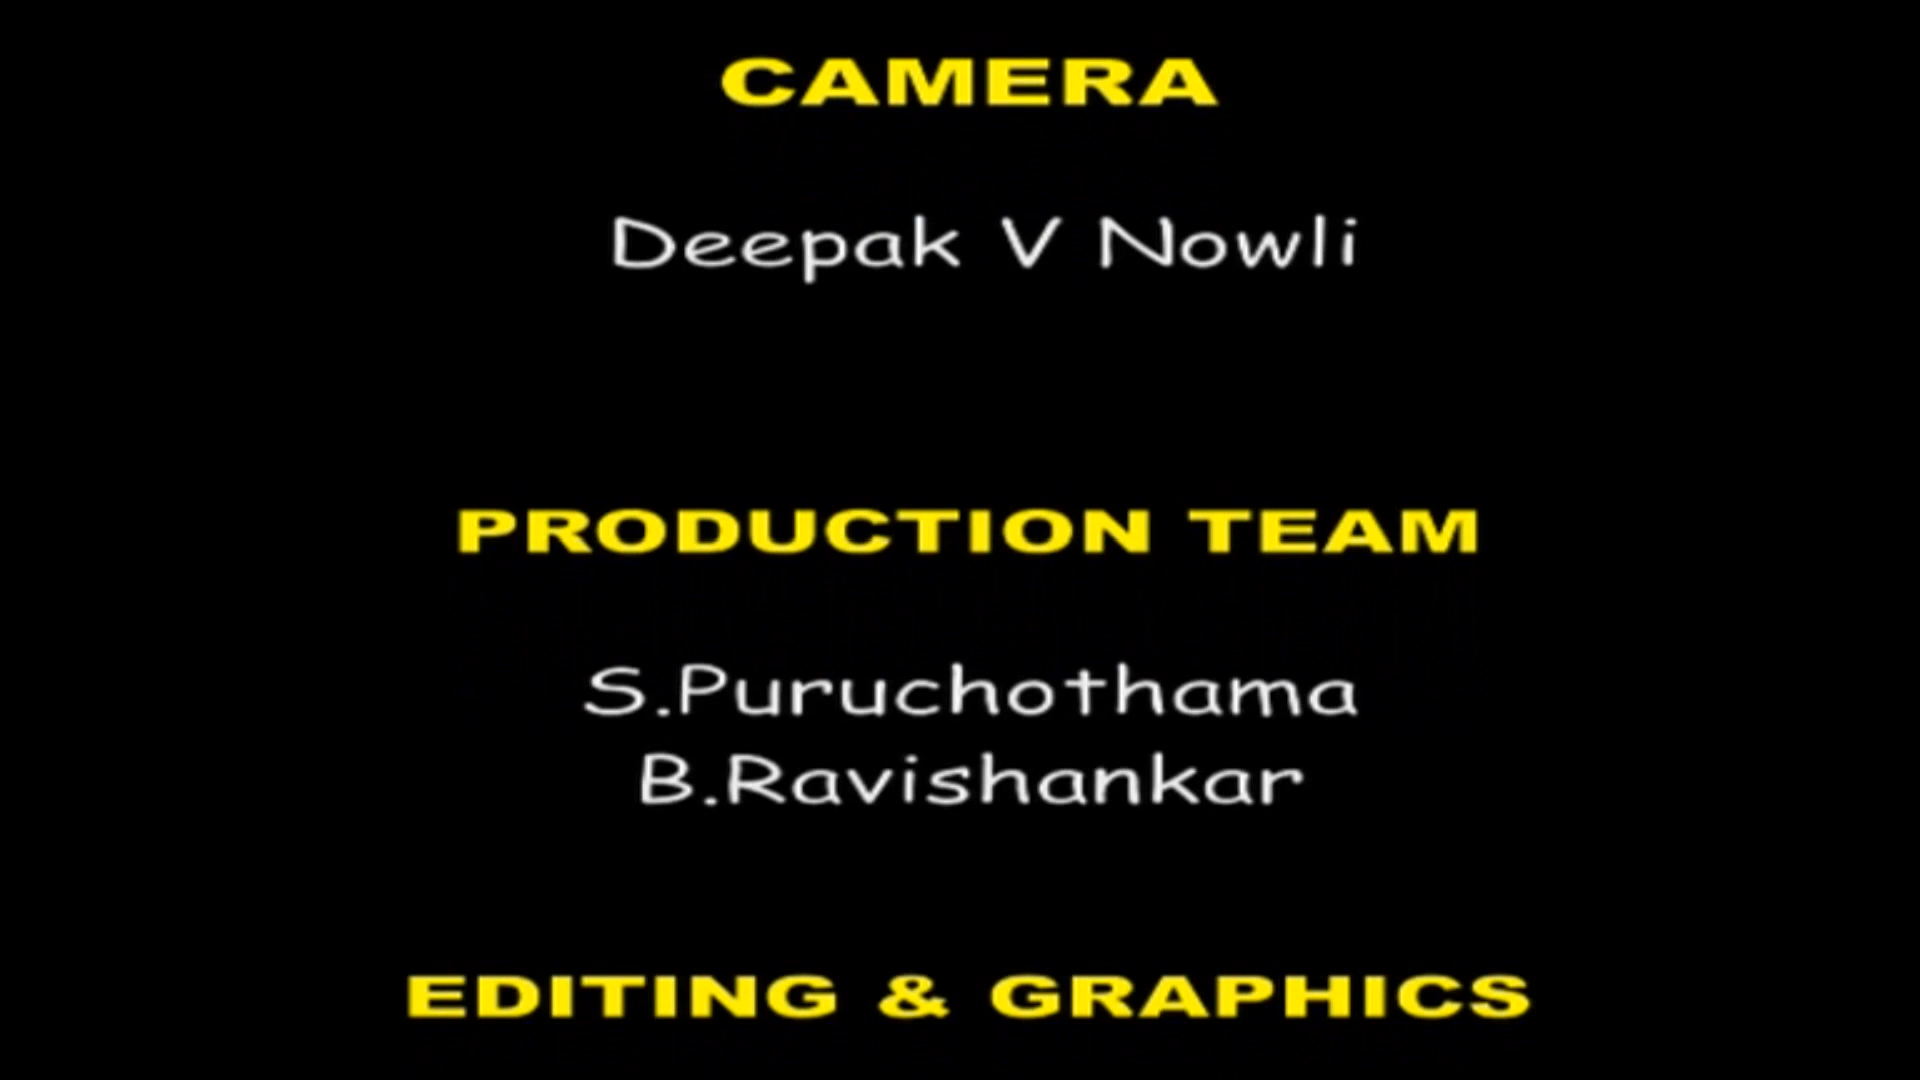 CAMERA
Deepak V Nowli
PRODUCTION TEAM
S.Puruchothama
B.Ravishankar
EDITING & GRAPHICS